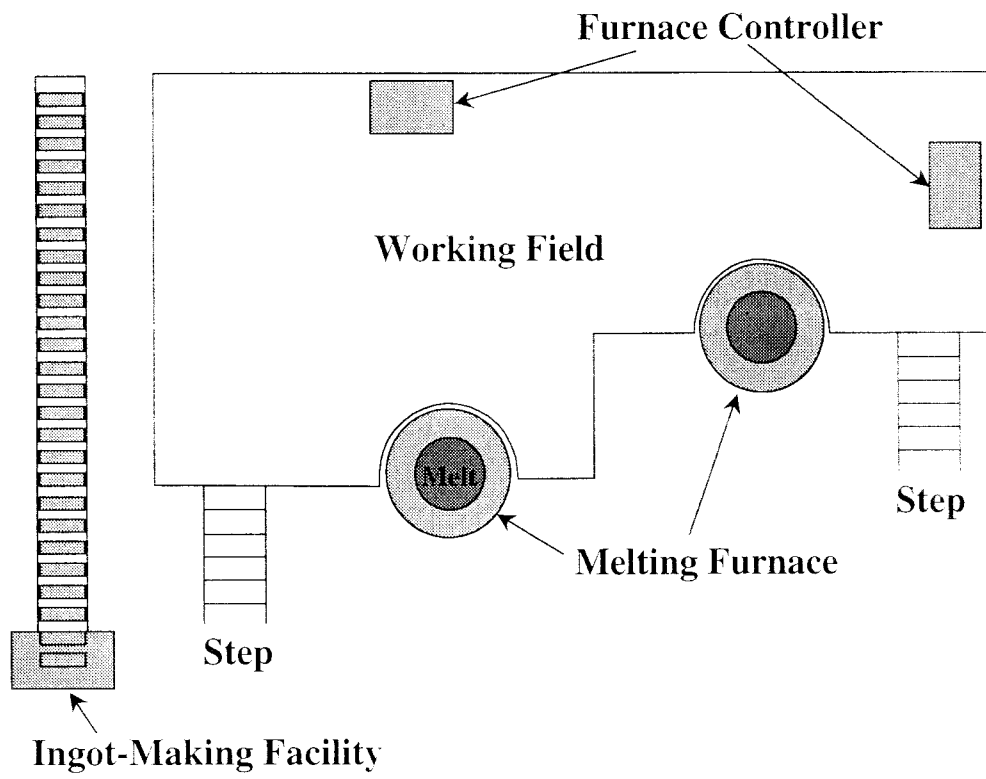 Furnace Controller
Working Field
Melt
Step
Melting Furnace
Step
Ingot-Making Facility